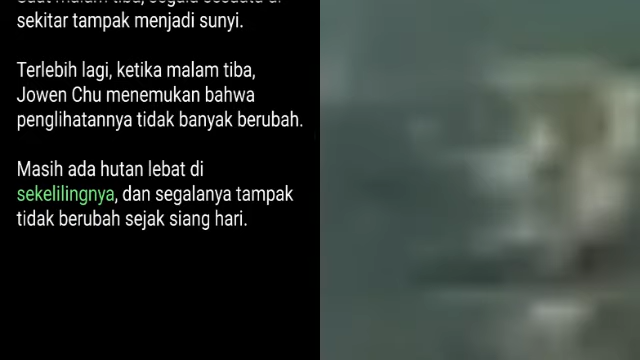 sekitar tampak menjadi sunyi.
Terlebih lagi, ketika malam tiba,
Jowen Chu menemukan bahwa
penglihatannya tidak banyak berubah.
Masih ada hutan lebat di
sekelilingnya, dan segalanya tampak
tidak berubah sejak siang hari.